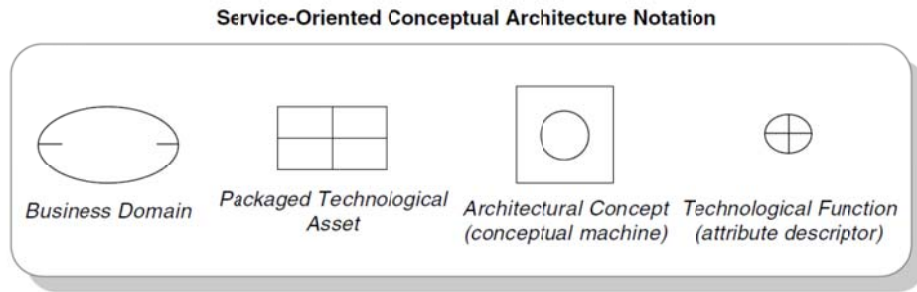 Service-Oriented Conceptual Architecture Notation
Business Domain
Packaged Technological
Asset
Architectural Concept
(conceptual machine)
Technological Function
(attribute descriptor)